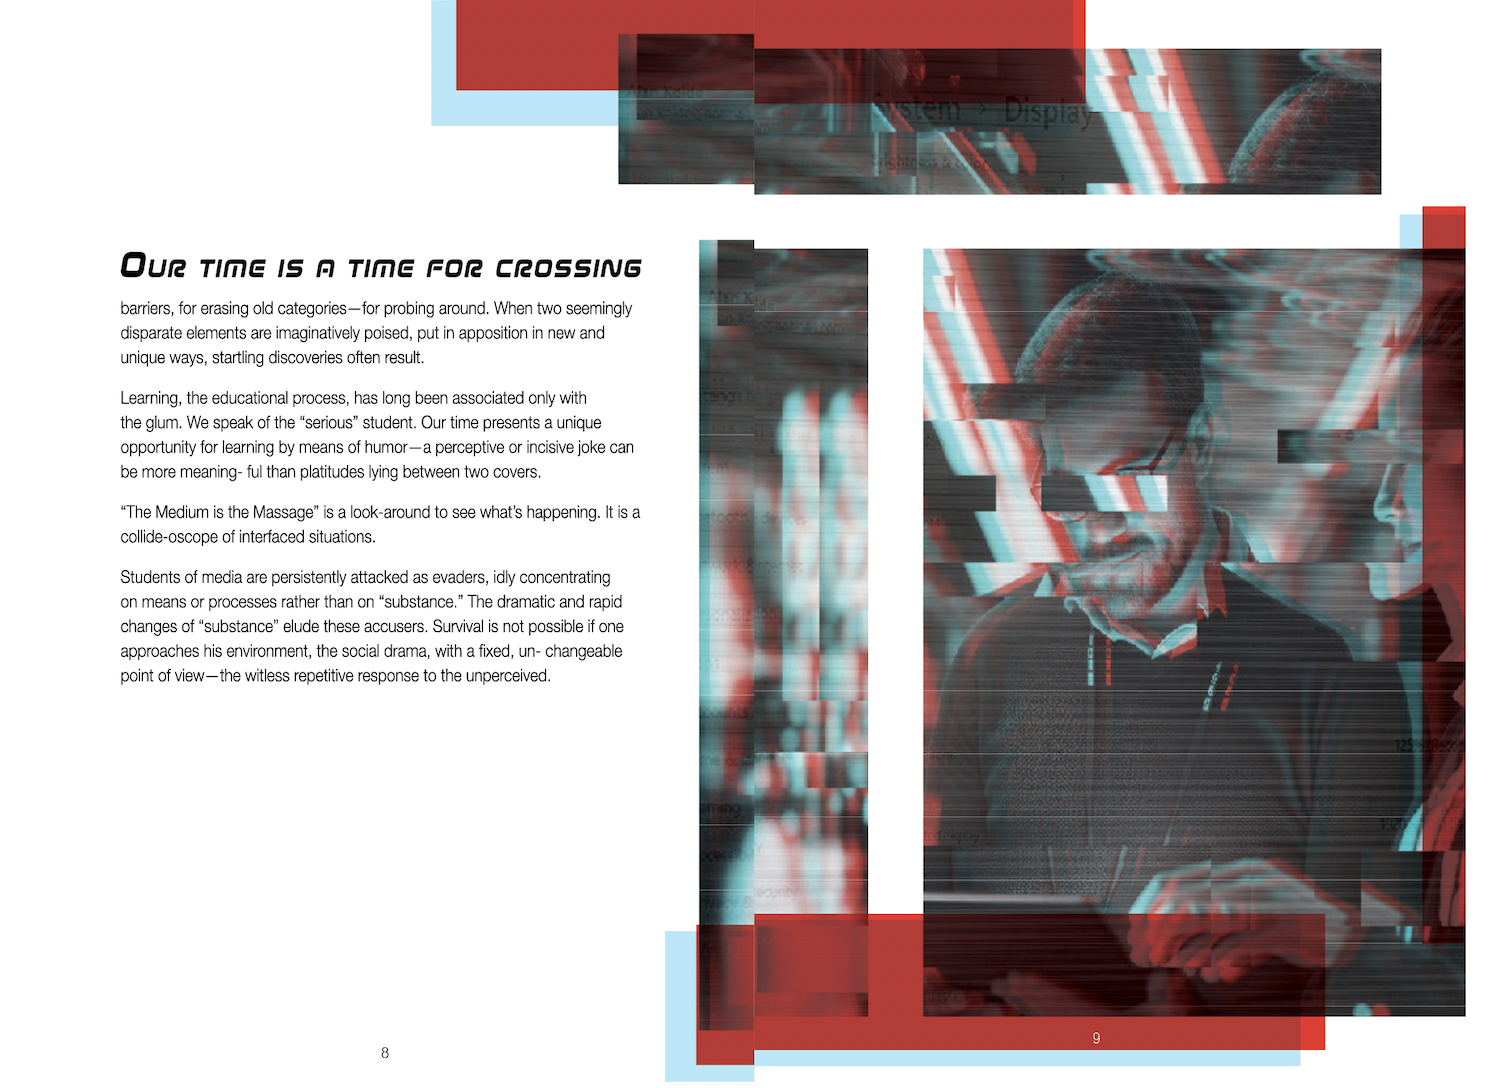 OUR TIME IS A TIME FOR CROSSING
barriers, for erasing old categories—for probing around. When two seemingly
disparate elements are imaginatively poised, put in apposition in new and
unique ways, startling discoveries often result.
Learning, the educational process, has long been associated only with
the glum. We speak of the “serious” student. Our time presents a unique
opportunity for learning by means of humor—a perceptive or incisive joke can
be more meaning- ful than platitudes lying between two covers.
“The Medium is the Massage” is a look-around to see what’s happening. It is a
collide-oscope of interfaced situations.
Students of media are persistently attacked as evaders, idly concentrating
on means or processes rather than on “substance.” The dramatic and rapid
changes of “substance” elude these accusers. Survival is not possible if one
approaches his environment, the social drama, with a fixed, un- changeable
point of view—the witless repetitive response to the unperceived.
8
System › Display
Brightness & color
9